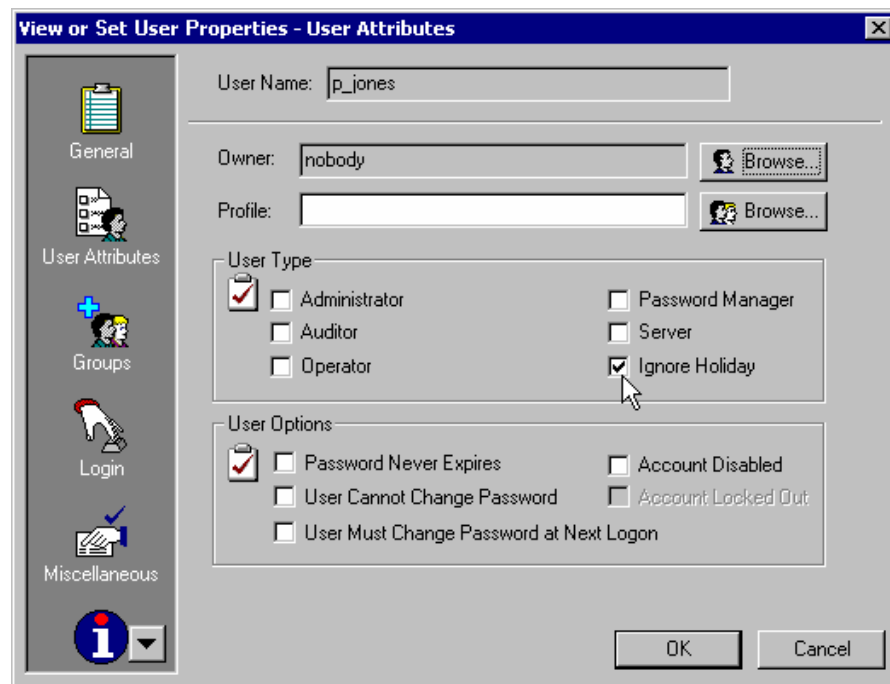 View or Set User Properties - User Attributes
General
User Attributes
Groups
Login
Miscellaneous
User Name: p_jones
Owner: nobody Browse...
Profile: Browse...
User Type
Administrator Password Manager
Auditor Server
Operator Ignore Holiday
User Options
Password Never Expires Account Disabled
User Cannot Change Password Account Locked Out
User Must Change Password at Next Logon
OK Cancel